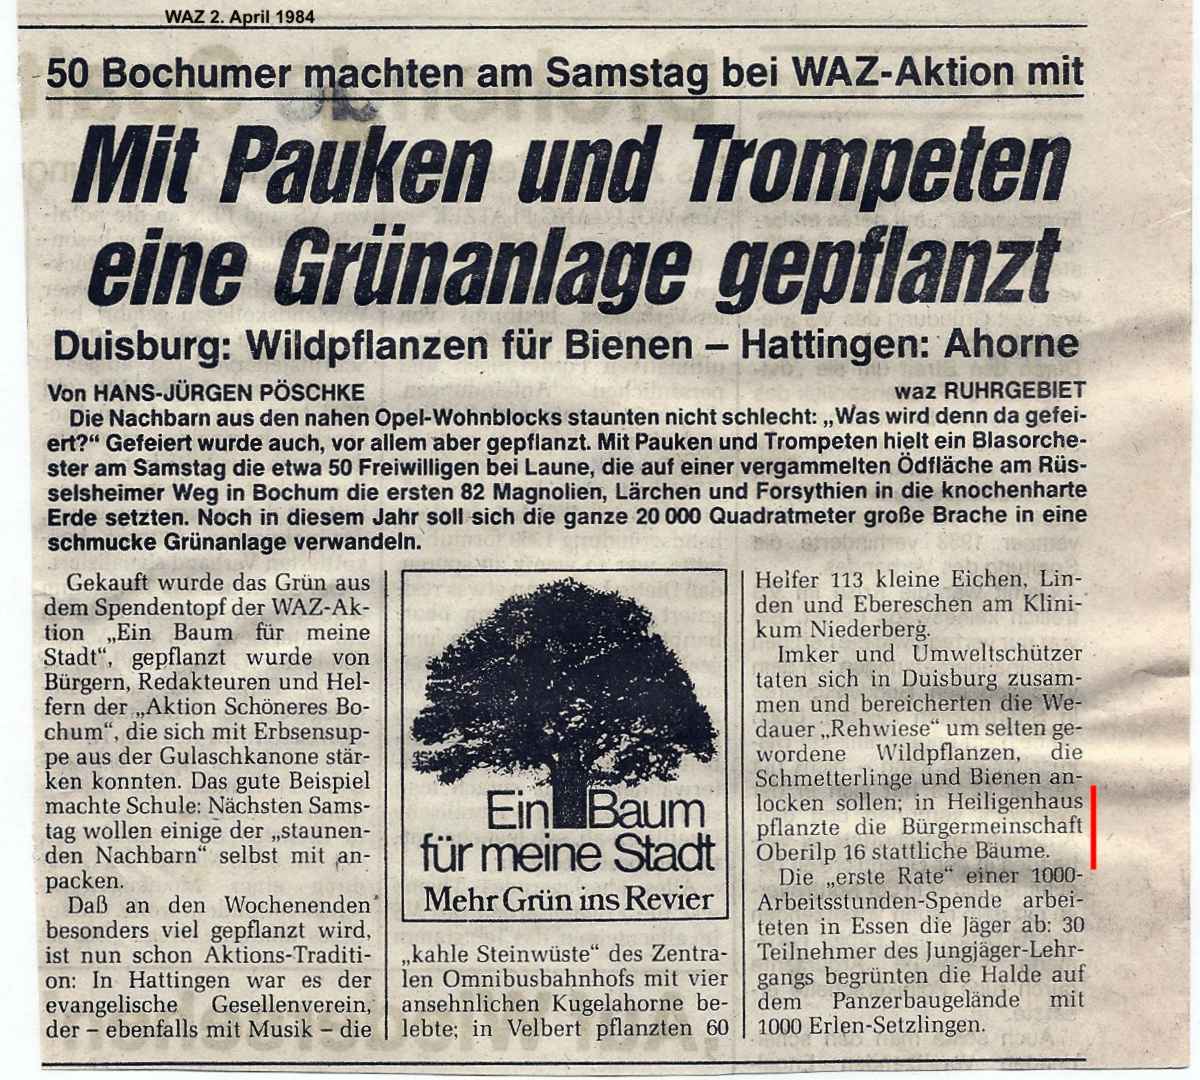 WAZ 2. April 1984
50 Bochumer machten am Samstag bei WAZ-Aktion mit
Mit Pauken und Trompeten
eine Grünanlage gepflanzt
Duisburg: Wildpflanzen für Bienen – Hattingen: Ahorne
Von HANS-JÜRGEN PÖSCHKE waz RUHRGEBIET
Die Nachbarn aus den nahen Opel-Wohnblocks staunten nicht schlecht: „Was wird denn da gefei-
ert?“ Gefeiert wurde auch, vor allem aber gepflanzt. Mit Pauken und Trompeten hielt ein Blasorche-
ster am Samstag die etwa 50 Freiwilligen bei Laune, die auf einer vergammelten Ödfläche am Rüs-
selsheimer Weg in Bochum die ersten 82 Magnolien, Lärchen und Forsythien in die knochenharte
Erde setzten. Noch in diesem Jahr soll sich die ganze 20 000 Quadratmeter große Brache in eine
schmucke Grünanlage verwandeln.
Gekauft wurde das Grün aus
dem Spendentopf der WAZ-Ak-
tion „Ein Baum für meine
Stadt“, gepflanzt wurde von
Bürgern, Redakteuren und Hel-
fern der „Aktion Schöneres Bo-
chum“, die sich mit Erbsensup-
pe aus der Gulaschkanone stär-
ken konnten. Das gute Beispiel
machte Schule: Nächsten Sams-
tag wollen einige der „staunen-
den Nachbarn“ selbst mit an-
packen.
Daß an den Wochenenden
besonders viel gepflanzt wird,
ist nun schon Aktions-Traditi-
on: In Hattingen war es der
evangelische Gesellenverein,
der – ebenfalls mit Musik – die
Ein Baum
für meine Stadt
Mehr Grün ins Revier
„kahle Steinwüste“ des Zentra-
len Omnibusbahnhofs mit vier
ansehnlichen Kugelahorne be-
lebte; in Velbert pflanzten 60
Helfer 113 kleine Eichen, Lin-
den und Ebereschen am Klini-
kum Niederberg.
Imker und Umweltschützer
taten sich in Duisburg zusam-
men und bereicherten die We-
dauer „Rehwiese“ um selten ge-
wordene Wildpflanzen, die
Schmetterlinge und Bienen an-
locken sollen; in Heiligenhaus
pflanzte die Bürgermeinschaft
Oberilp 16 stattliche Bäume.
Die „erste Rate“ einer 1000-
Arbeitsstunden-Spende arbei-
teten in Essen die Jäger ab: 30
Teilnehmer des Jungjäger-Lehr-
gangs begrünten die Halde auf
dem Panzerbaugelände mit
1000 Erlen-Setzlingen.